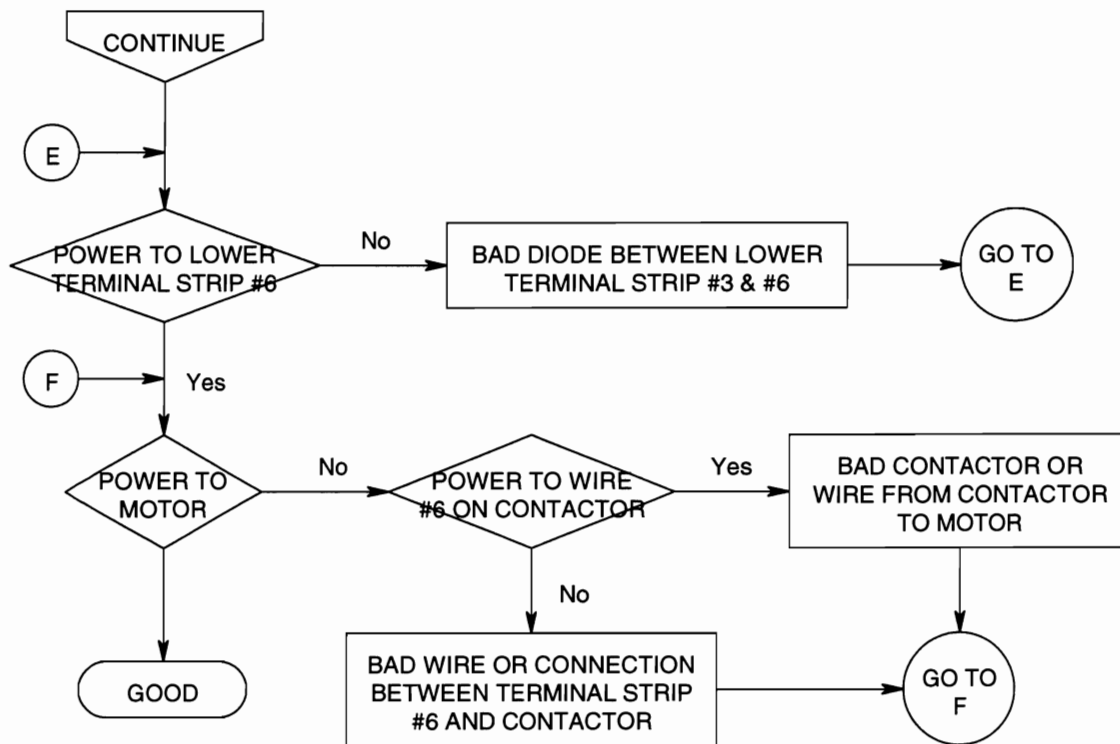 CONTINUE
E
POWER TO LOWER
TERMINAL STRIP #6
No
BAD DIODE BETWEEN LOWER
TERMINAL STRIP #3 & #6
GO TO
E
F
Yes
POWER TO
MOTOR
No
POWER TO WIRE
#6 ON CONTACTOR
Yes
BAD CONTACTOR OR
WIRE FROM CONTACTOR
TO MOTOR
No
GOOD
BAD WIRE OR CONNECTION
BETWEEN TERMINAL STRIP
#6 AND CONTACTOR
GO TO
F